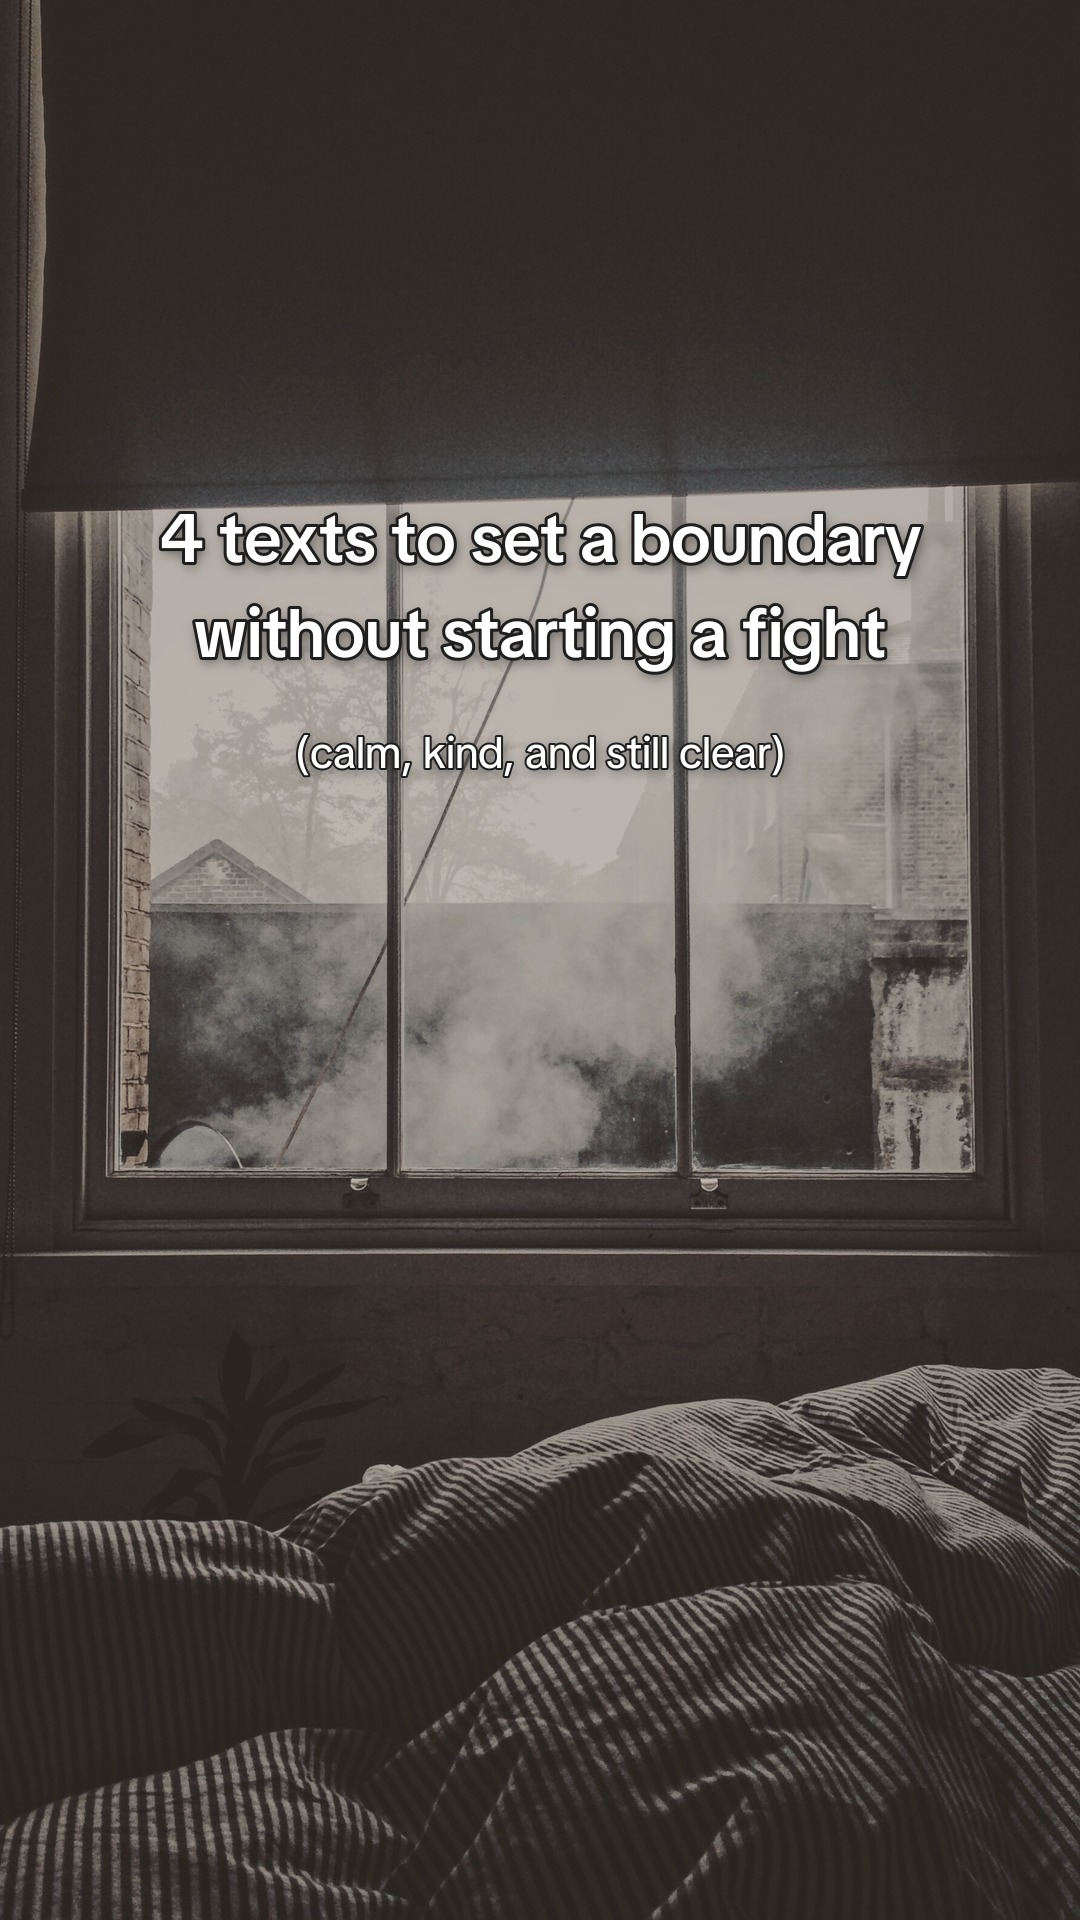 4 texts to set a boundary
without starting a fight
(calm, kind, and still clear)